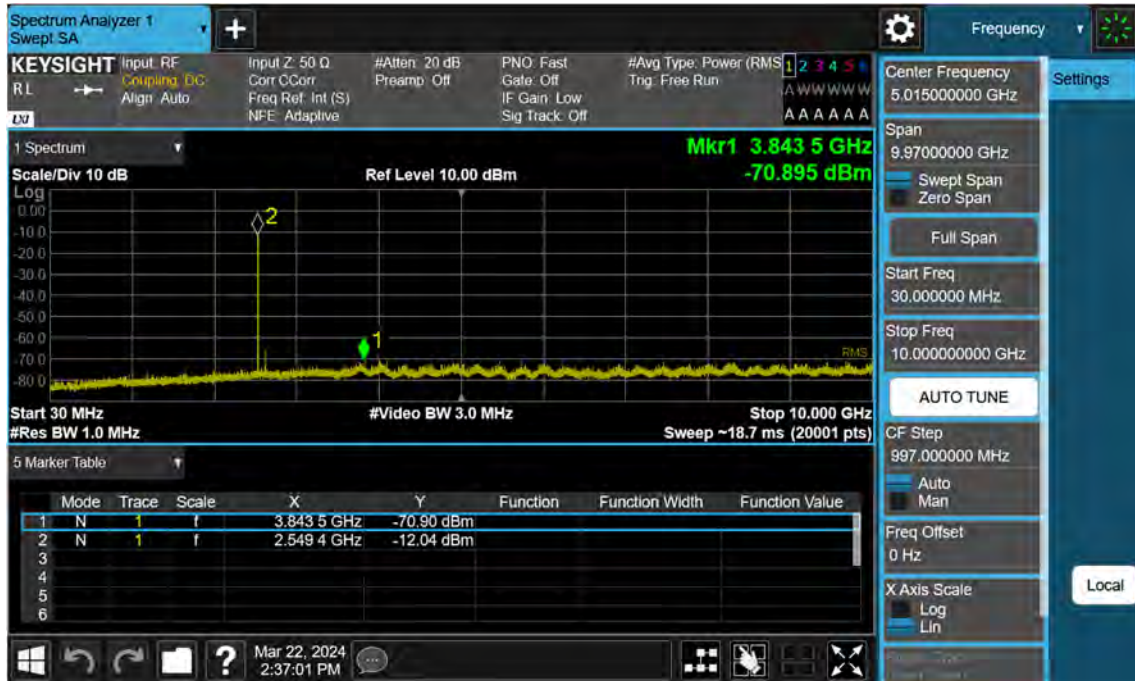 Spectrum Analyzer 1
Swept SA
Frequency
KEYSIGHT
R L
LXI
Input: RF
Coupling: DC
Align: Auto
Input Z: 50 Ω
Corr CCorr
Freq Ref: Int (S)
NFE: Adaptive
#Atten: 20 dB
Preamp: Off
PNO: Fast
Gate: Off
IF Gain: Low
Sig Track: Off
#Avg Type: Power (RMS
Trig: Free Run
1 2 3 4 5 6
A W W W W W
A A A A A A
1 Spectrum
Scale/Div 10 dB
Ref Level 10.00 dBm
Mkr1 3.843 5 GHz
-70.895 dBm
Log
0.00
-10.0
-20.0
-30.0
-40.0
-50.0
-60.0
-70.0
-80.0
2
1
RMS
Start 30 MHz
#Video BW 3.0 MHz
Stop 10.000 GHz
#Res BW 1.0 MHz
Sweep ~18.7 ms (20001 pts)
5 Marker Table
Mode Trace Scale X Y Function Function Width Function Value
1 N 1 f 3.843 5 GHz -70.90 dBm
2 N 1 f 2.549 4 GHz -12.04 dBm
3
4
5
6
Mar 22, 2024
2:37:01 PM
Center Frequency
5.015000000 GHz
Settings
Span
9.97000000 GHz
Swept Span
Zero Span
Full Span
Start Freq
30.000000 MHz
Stop Freq
10.000000000 GHz
AUTO TUNE
CF Step
997.000000 MHz
Auto
Man
Freq Offset
0 Hz
X Axis Scale
Log
Lin
Local